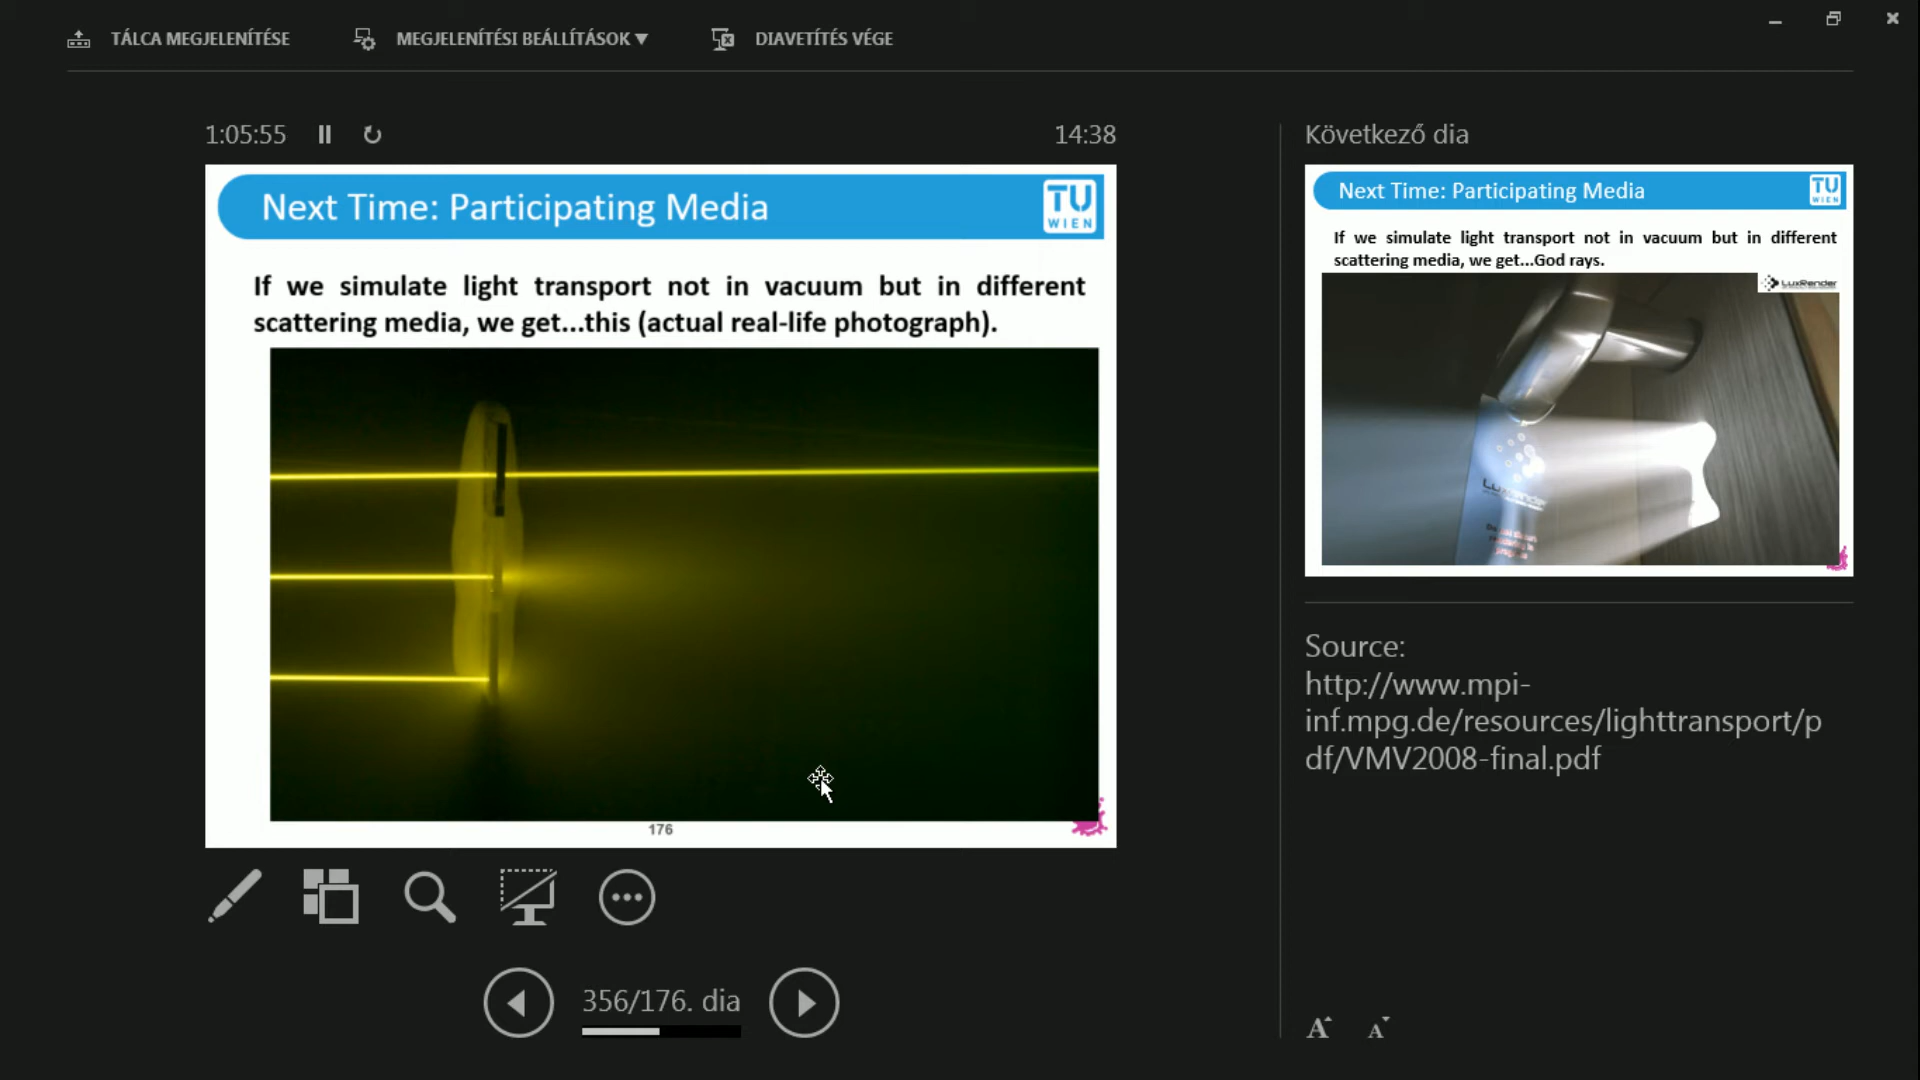 TÁLCA MEGJELENÍTÉSE
MEGJELENÍTÉSI BEÁLLÍTÁSOK
DIAVETÍTÉS VÉGE
1:05:55
14:38
Next Time: Participating Media
TU
WIEN
If we simulate light transport not in vacuum but in different
scattering media, we get...this (actual real-life photograph).
176
356/176. dia
Következő dia
Next Time: Participating Media
TU
WIEN
If we simulate light transport not in vacuum but in different
scattering media, we get...God rays.
LuxRender
Source:
http://www.mpi-
inf.mpg.de/resources/lighttransport/p
df/VMV2008-final.pdf
A A